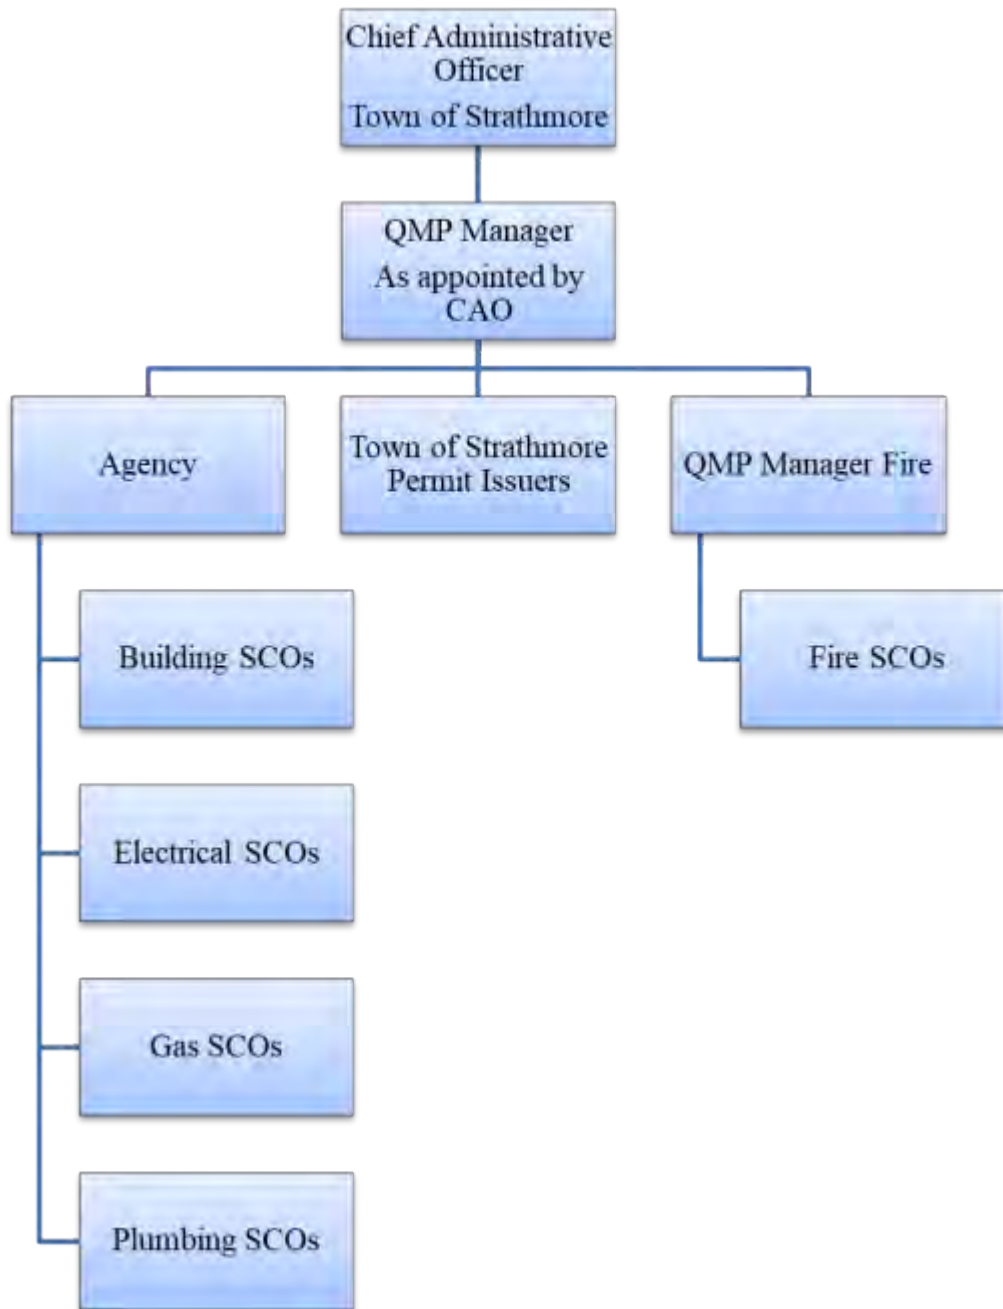 Chief Administrative
Officer
Town of Strathmore
QMP Manager
As appointed by
CAO
Agency
Town of Strathmore
Permit Issuers
QMP Manager Fire
Building SCOs
Fire SCOs
Electrical SCOs
Gas SCOs
Plumbing SCOs